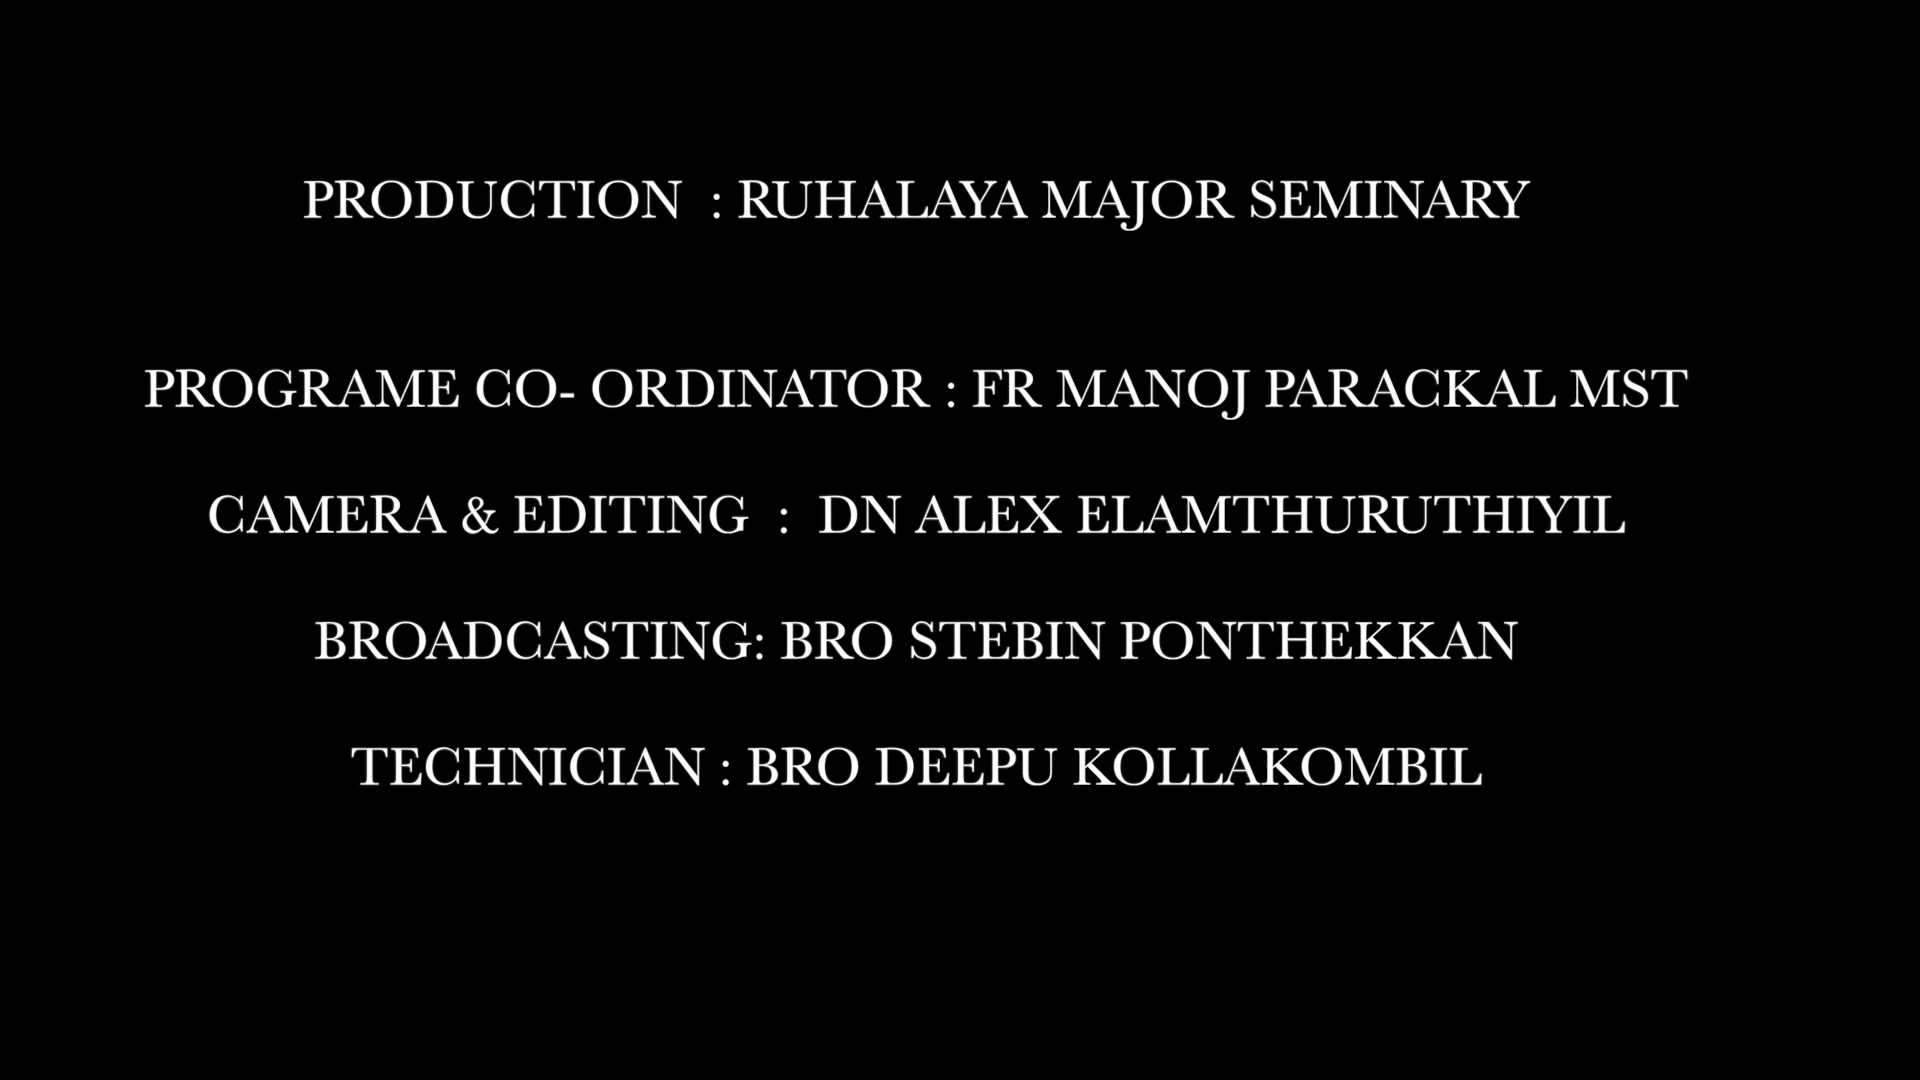 PRODUCTION : RUHALAYA MAJOR SEMINARY
PROGRAME CO- ORDINATOR : FR MANOJ PARACKAL MST
CAMERA & EDITING : DN ALEX ELAMTHURUTHIYIL
BROADCASTING: BRO STEBIN PONTHEKKAN
TECHNICIAN : BRO DEEPU KOLLAKOMBIL